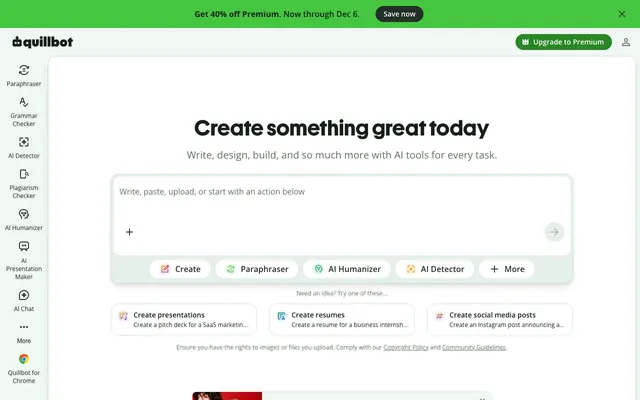 Get 40% off Premium. Now through Dec 6.
Save now
quillbot
Upgrade to Premium
Paraphraser
Grammar
Checker
AI Detector
Plagiarism
Checker
AI Humanizer
AI
Presentation
Maker
AI Chat
More
Quillbot for
Chrome
Create something great today
Write, design, build, and so much more with AI tools for every task.
Write, paste, upload, or start with an action below
Create
Paraphraser
AI Humanizer
AI Detector
More
Need an idea? Try one of these...
Create presentations
Create a pitch deck for a SaaS marketin...
Create resumes
Create a resume for a business internsh...
Create social media posts
Create an Instagram post announcing a...
Ensure you have the rights to images or files you upload. Comply with our Copyright Policy and Community Guidelines.